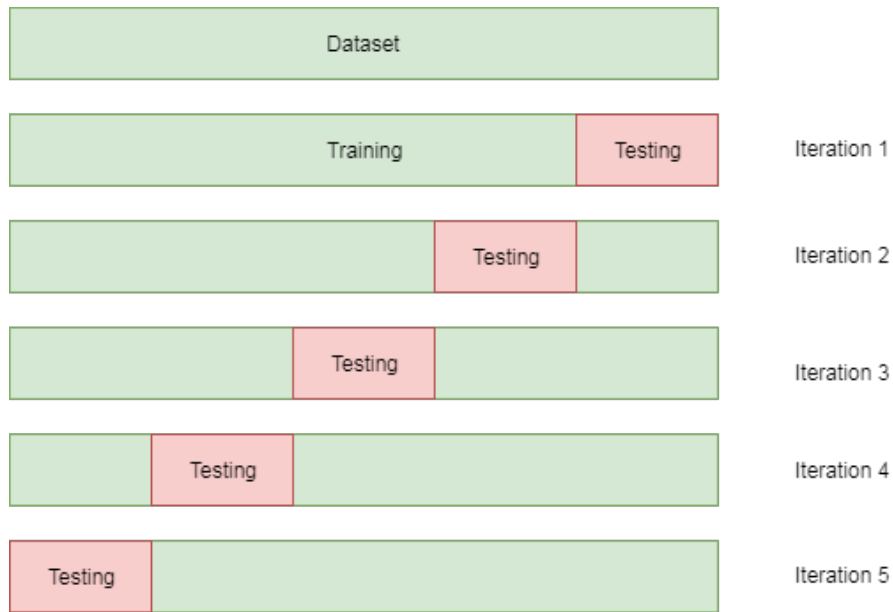 Dataset
Training Testing Iteration 1
Testing Iteration 2
Testing Iteration 3
Testing Iteration 4
Testing Iteration 5